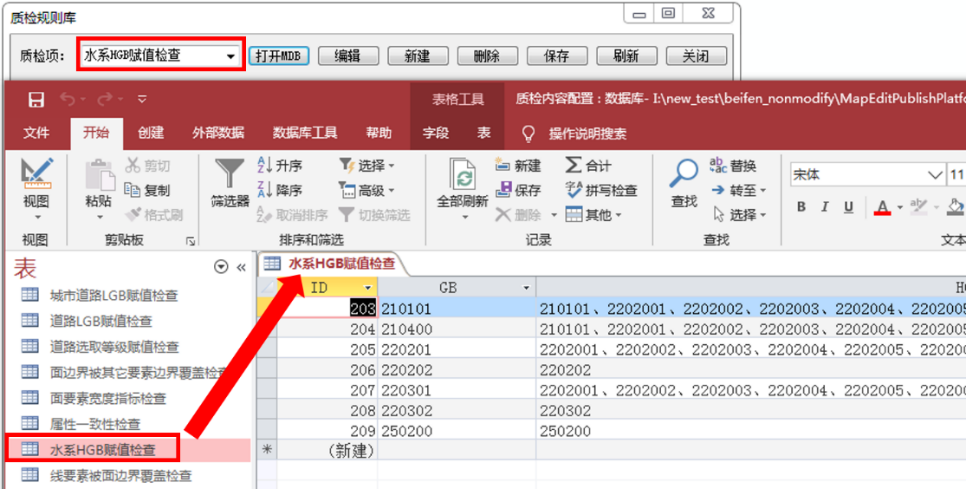 质检规则库
质检项: 水系HGB赋值检查 打开MDB 编辑 新建 删除 保存 刷新 关闭
表格工具 质检内容配置 : 数据库- I:\new_test\beifen_nonmodify\MapEditPublishPlatfo
文件 开始 创建 外部数据 数据库工具 帮助 字段 表 操作说明搜索
视图 粘贴 剪切 复制 格式刷 筛选器 升序 降序 取消排序 选择 高级 切换筛选 全部刷新 新建 保存 删除 合计 拼写检查 其他 查找 替换 转至 选择 宋体 11
B I U A
视图 剪贴板 排序和筛选 记录 查找 文本
表 水系HGB赋值检查
城市道路LGB赋值检查
道路LGB赋值检查
道路选取等级赋值检查
面边界被其它要素边界覆盖检查
面要素宽度指标检查
属性一致性检查
水系HGB赋值检查
线要素被面边界覆盖检查
ID GB HG
203 210101 210101、2202001、2202002、2202003、2202004、2202005
204 210400 210101、2202001、2202002、2202003、2202004、2202005
205 220201 2202001、2202002、2202003、2202004、2202005、22020
206 220202 220202
207 220301 2202001、2202002、2202003、2202004、2202005、22020
208 220302 220302
209 250200 250200
* (新建)